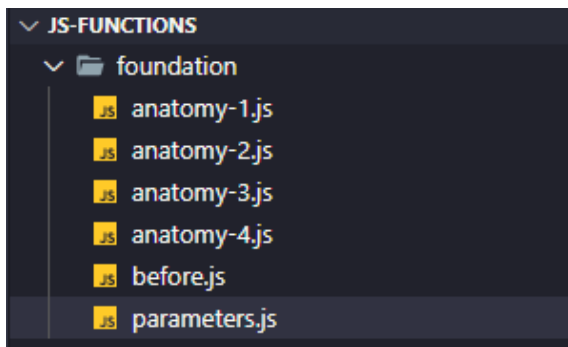 JS-FUNCTIONS
foundation
JS anatomy-1.js
JS anatomy-2.js
JS anatomy-3.js
JS anatomy-4.js
JS before.js
JS parameters.js